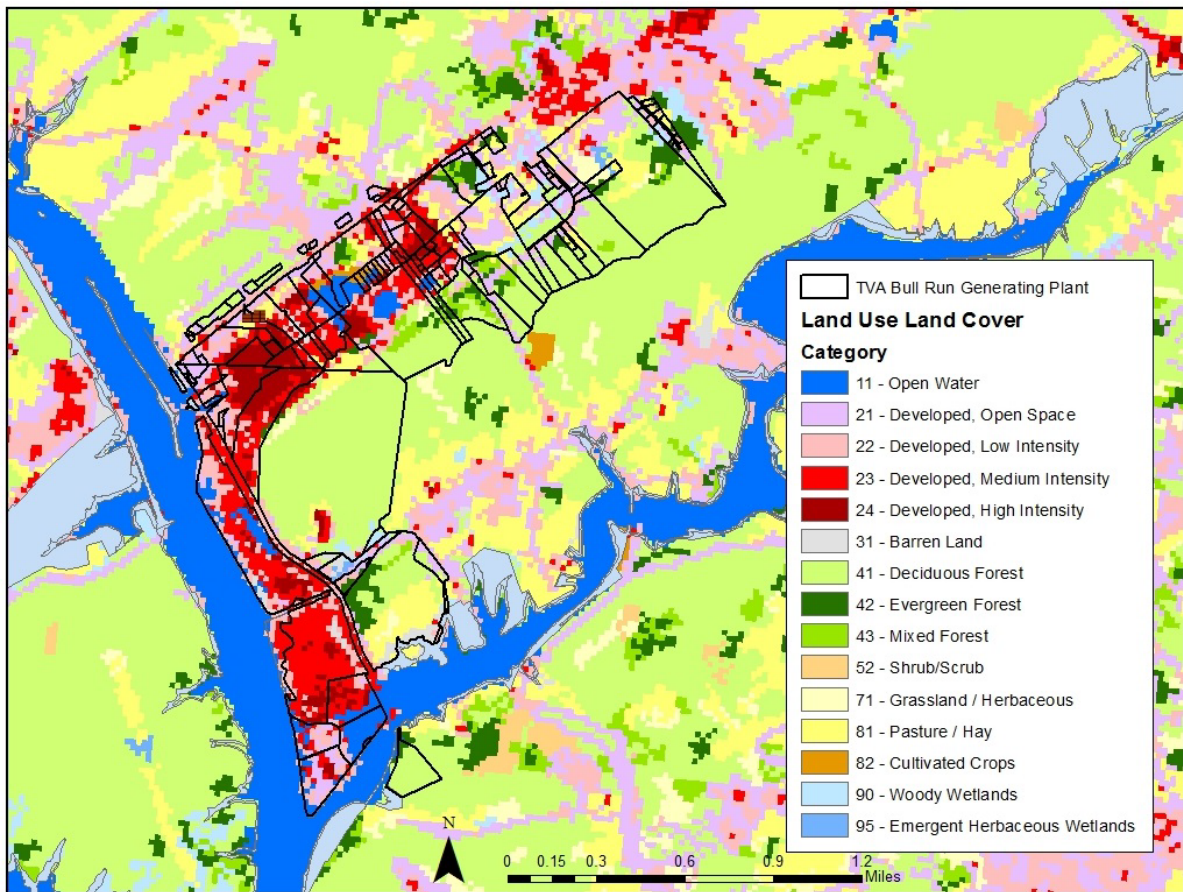 TVA Bull Run Generating Plant
Land Use Land Cover
Category
11 - Open Water
21 - Developed, Open Space
22 - Developed, Low Intensity
23 - Developed, Medium Intensity
24 - Developed, High Intensity
31 - Barren Land
41 - Deciduous Forest
42 - Evergreen Forest
43 - Mixed Forest
52 - Shrub/Scrub
71 - Grassland / Herbaceous
81 - Pasture / Hay
82 - Cultivated Crops
90 - Woody Wetlands
95 - Emergent Herbaceous Wetlands
N
0 0.15 0.3 0.6 0.9 1.2
Miles